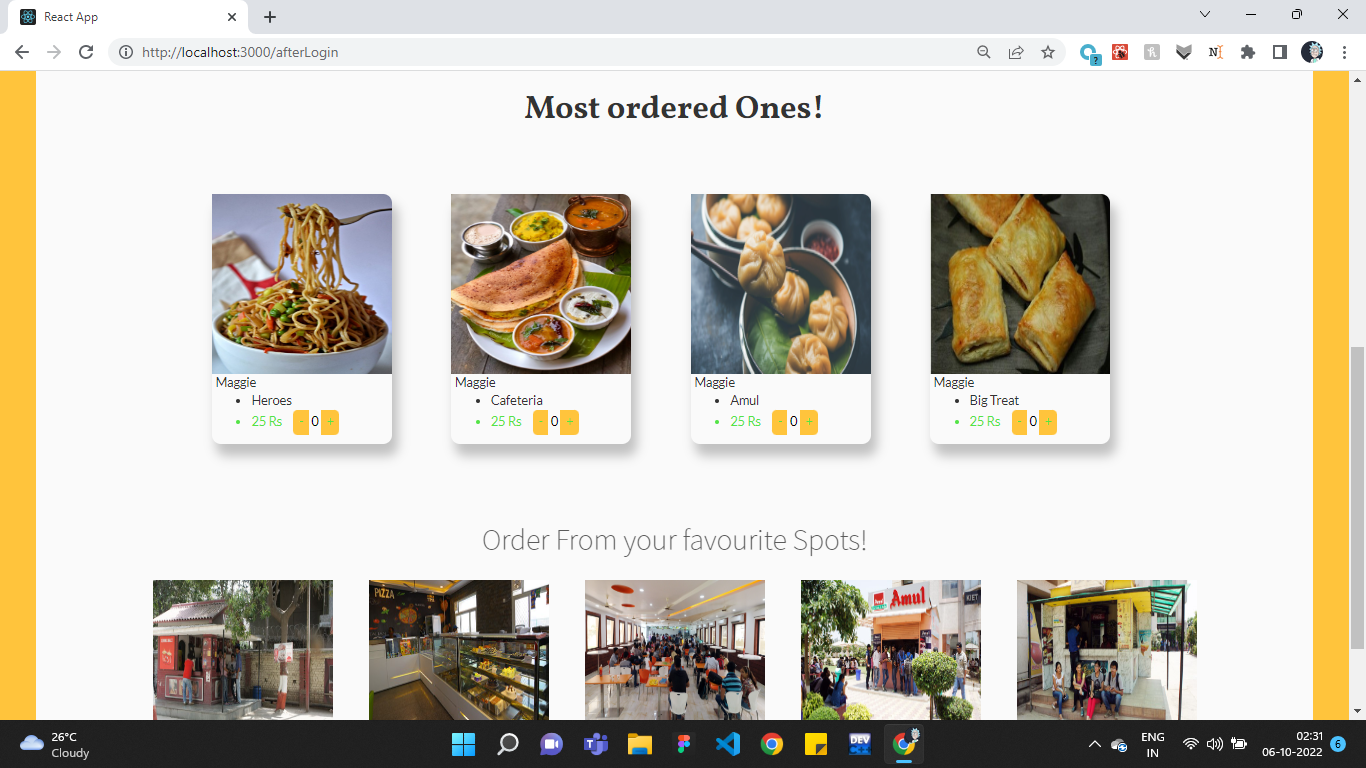 React App
http://localhost:3000/afterLogin
Most ordered Ones!
Maggie
Heroes
25 Rs - 0 +
Maggie
Cafeteria
25 Rs - 0 +
Maggie
Amul
25 Rs - 0 +
Maggie
Big Treat
25 Rs - 0 +
Order From your favourite Spots!
PIZZA
Amul
KIET
26°C
Cloudy
DEV
ENG
IN
02:31
06-10-2022
6